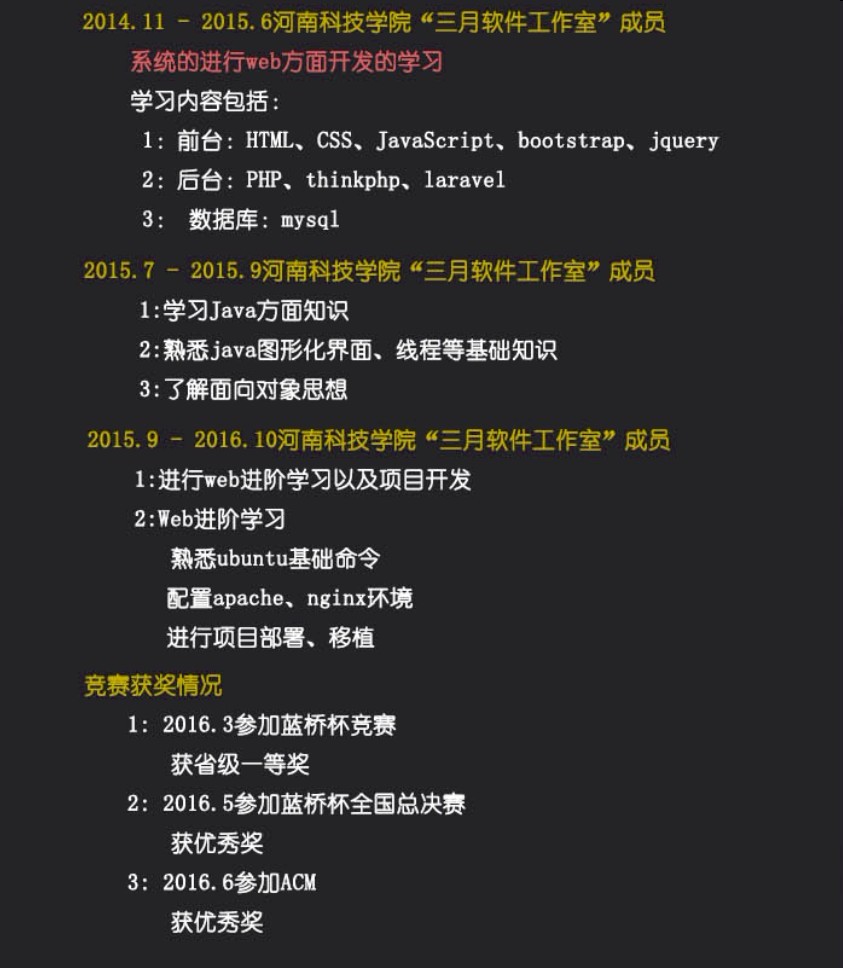 2014.11 - 2015.6河南科技学院“三月软件工作室”成员
系统的进行web方面开发的学习
学习内容包括:
1: 前台: HTML、CSS、JavaScript、bootstrap、jquery
2: 后台: PHP、thinkphp、laravel
3: 数据库: mysql
2015.7 - 2015.9河南科技学院“三月软件工作室”成员
1:学习Java方面知识
2:熟悉java图形化界面、线程等基础知识
3:了解面向对象思想
2015.9 - 2016.10河南科技学院“三月软件工作室”成员
1:进行web进阶学习以及项目开发
2:Web进阶学习
熟悉ubuntu基础命令
配置apache、nginx环境
进行项目部署、移植
竞赛获奖情况
1: 2016.3参加蓝桥杯竞赛
获省级一等奖
2: 2016.5参加蓝桥杯全国总决赛
获优秀奖
3: 2016.6参加ACM
获优秀奖